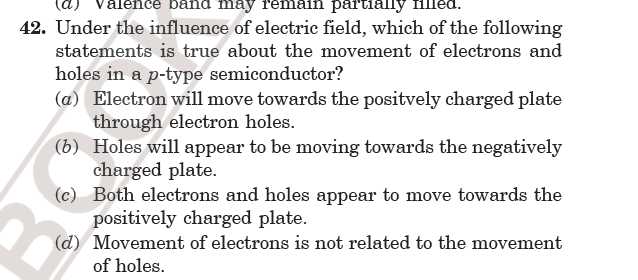 (d) Valence band may remain partially filled.
42. Under the influence of electric field, which of the following
statements is true about the movement of electrons and
holes in a p-type semiconductor?
(a) Electron will move towards the positvely charged plate
through electron holes.
(b) Holes will appear to be moving towards the negatively
charged plate.
(c) Both electrons and holes appear to move towards the
positively charged plate.
(d) Movement of electrons is not related to the movement
of holes.
BOOK